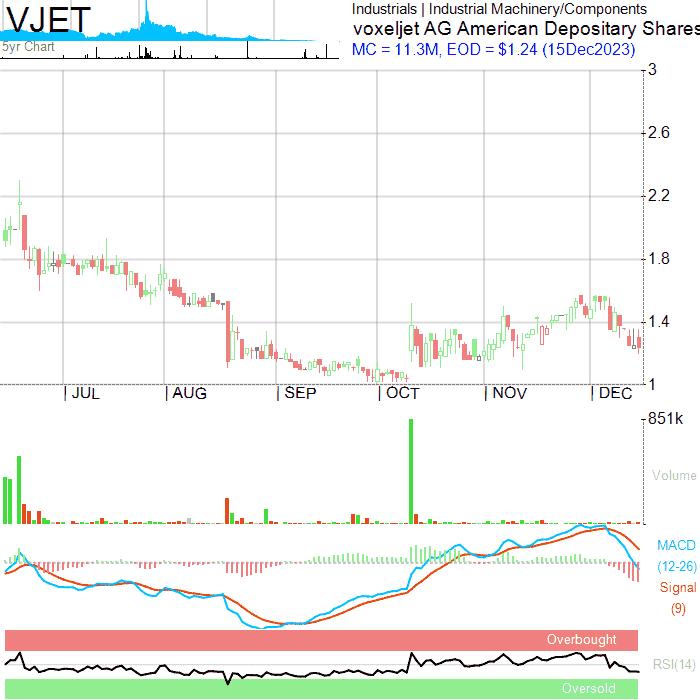 VJET
5yr Chart
Industrials | Industrial Machinery/Components
voxeljet AG American Depositary Shares
MC = 11.3M, EOD = $1.24 (15Dec2023)
3
2.6
2.2
1.8
1.4
1
| JUL | AUG | SEP | OCT | NOV | DEC
851k
Volume
MACD
(12-26)
Signal
(9)
Overbought
RSI(14)
Oversold